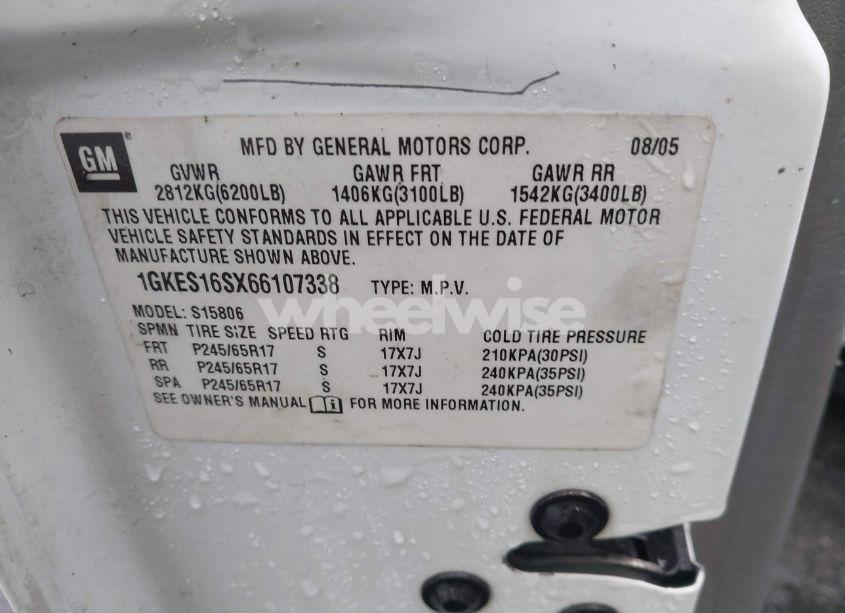 GM
MFD BY GENERAL MOTORS CORP. 08/05
GVWR GAWR FRT GAWR RR
2812KG(6200LB) 1406KG(3100LB) 1542KG(3400LB)
THIS VEHICLE CONFORMS TO ALL APPLICABLE U.S. FEDERAL MOTOR
VEHICLE SAFETY STANDARDS IN EFFECT ON THE DATE OF
MANUFACTURE SHOWN ABOVE.
1GKES16SX66107338 TYPE: M.P.V.
wheelwise
MODEL: S15806
SPMN TIRE SIZE SPEED RTG RIM COLD TIRE PRESSURE
FRT P245/65R17 S 17X7J 210KPA(30PSI)
RR P245/65R17 S 17X7J 240KPA(35PSI)
SPA P245/65R17 S 17X7J 240KPA(35PSI)
SEE OWNER'S MANUAL FOR MORE INFORMATION.